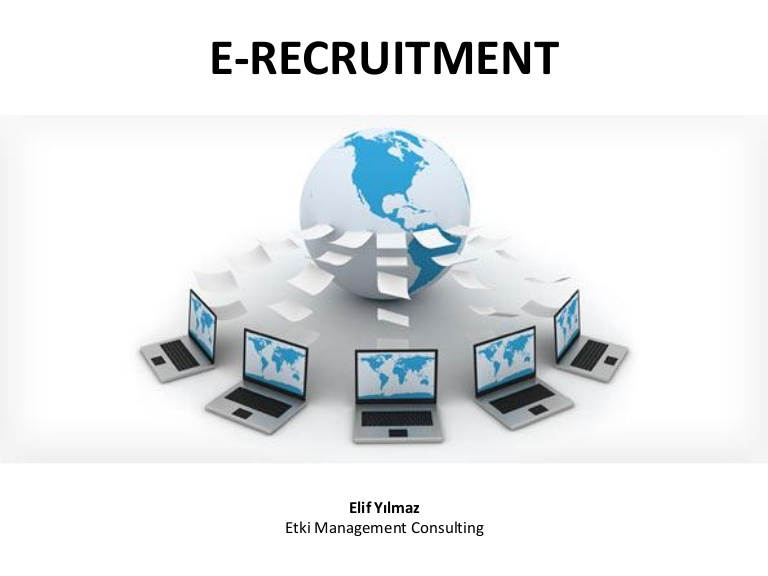 E-RECRUITMENT
Elif Yılmaz
Etki Management Consulting